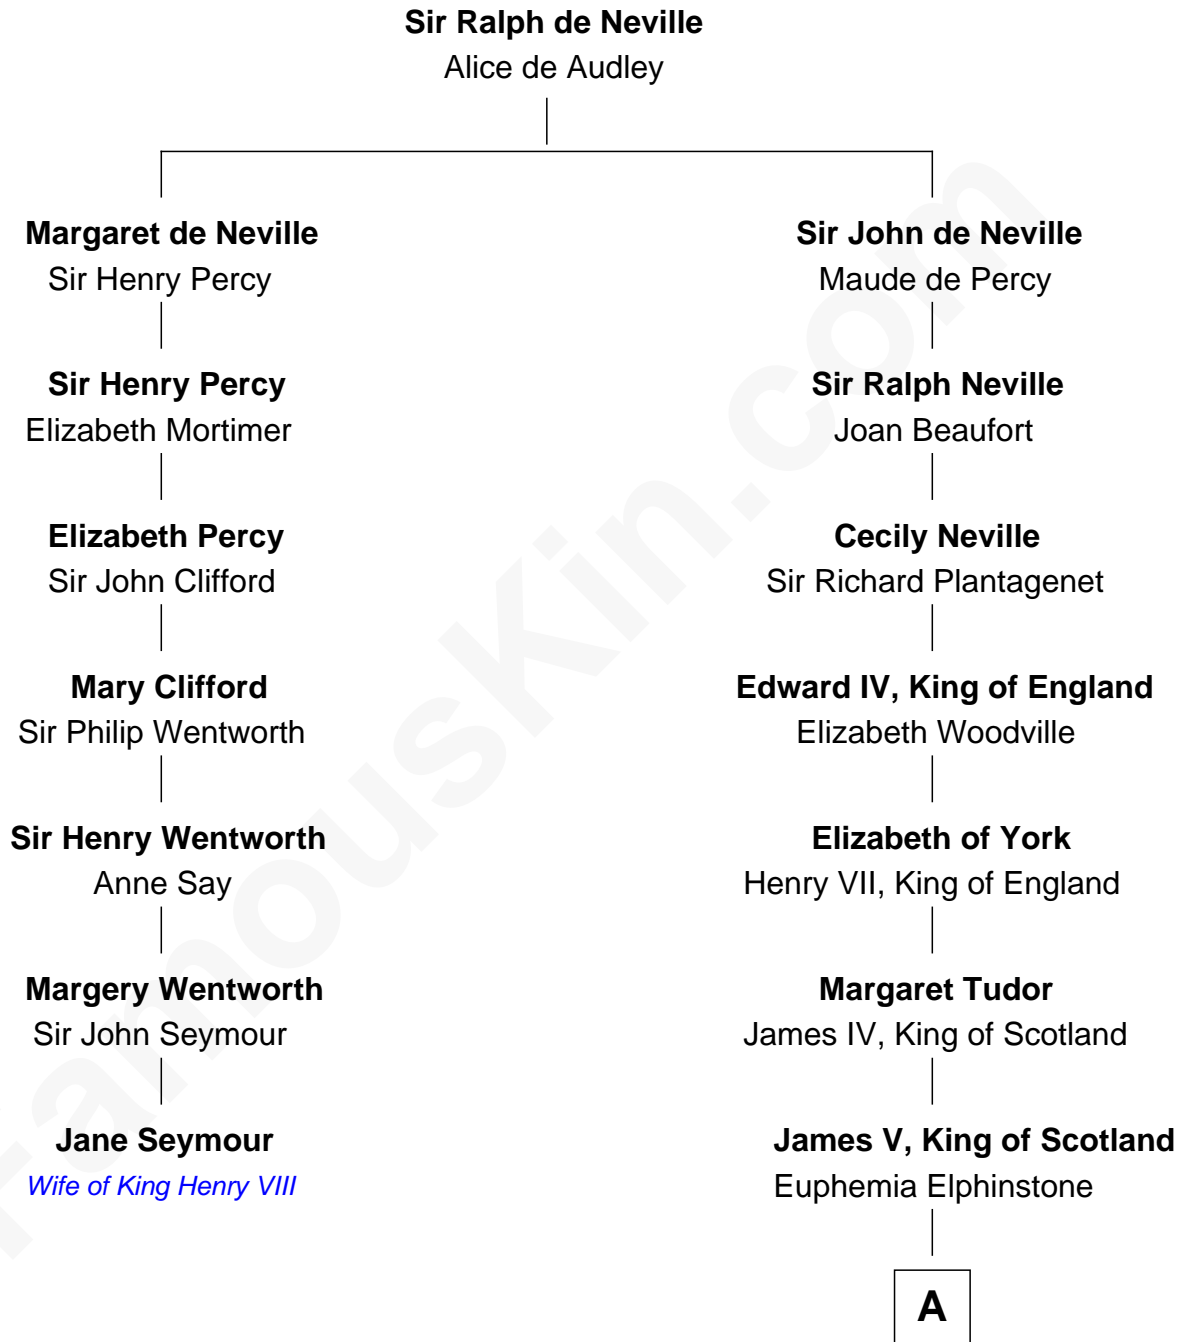 Sir Ralph de Neville
Alice de Audley
Margaret de Neville
Sir Henry Percy
Sir John de Neville
Maude de Percy
Sir Henry Percy
Elizabeth Mortimer
Sir Ralph Neville
Joan Beaufort
Elizabeth Percy
Sir John Clifford
Cecily Neville
Sir Richard Plantagenet
Mary Clifford
Sir Philip Wentworth
Edward IV, King of England
Elizabeth Woodville
Sir Henry Wentworth
Anne Say
Elizabeth of York
Henry VII, King of England
Margery Wentworth
Sir John Seymour
Margaret Tudor
James IV, King of Scotland
Jane Seymour
Wife of King Henry VIII
James V, King of Scotland
Euphemia Elphinstone
A
FamousKin.com